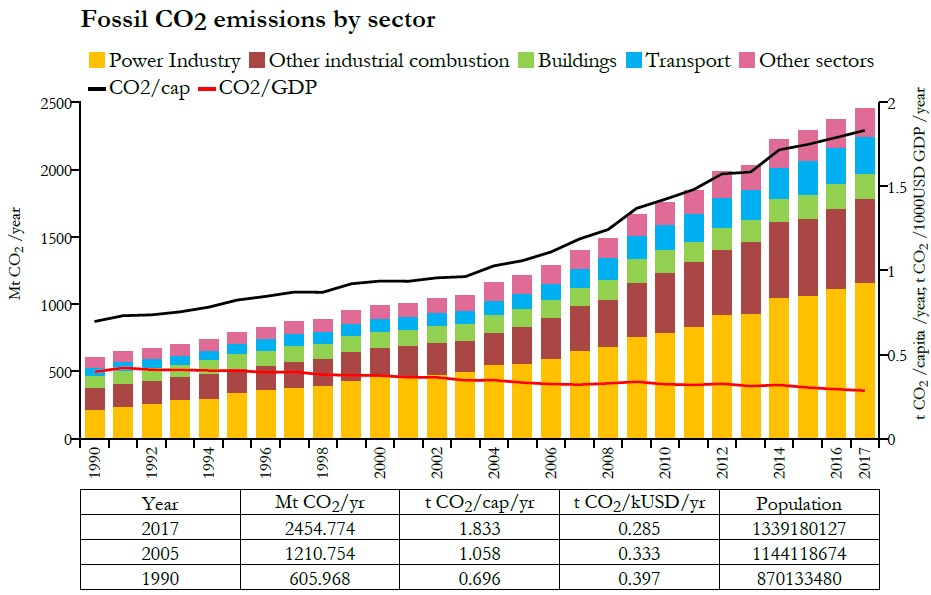 Fossil CO2 emissions by sector
Power Industry Other industrial combustion Buildings Transport Other sectors
CO2/cap CO2/GDP
2500
2000
1500
1000
500
0
Mt CO2 /year
2
1.5
1
0.5
0
t CO2 /capita /year, t CO2 /1000USD GDP /year
1990 1992 1994 1996 1998 2000 2002 2004 2006 2008 2010 2012 2014 2016 2017
Year Mt CO2/yr t CO2/cap/yr t CO2/kUSD/yr Population
2017 2454.774 1.833 0.285 1339180127
2005 1210.754 1.058 0.333 1144118674
1990 605.968 0.696 0.397 870133480